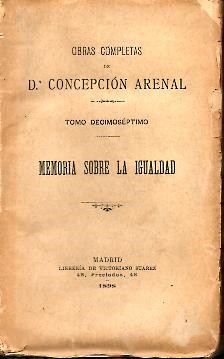 OBRAS COMPLETAS
DE
D.ª CONCEPCIÓN ARENAL
TOMO DECIMOSÉPTIMO
MEMORIA SOBRE LA IGUALDAD
MADRID
LIBRERÍA DE VICTORIANO SUÁREZ
48, Preciados, 48
1898